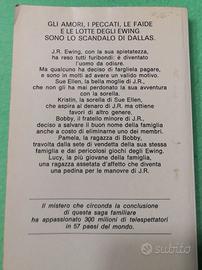 GLI AMORI, I PECCATI, LE FAIDE
E LE LOTTE DEGLI EWING
SONO LO SCANDALO DI DALLAS.
J.R. Ewing, con la sua spietatezza,
ha reso tutti furibondi: è diventato
l'uomo da odiare.
Ma qualcuno ha deciso di fargliela pagare,
e sono in molti ad avere un valido motivo.
Sue Ellen, la bella moglie di J.R.,
che non gli ha mai perdonato la sua avventura
con la sorella.
Kristin, la sorella di Sue Ellen,
che aspira al denaro di J.R. ma ottiene
favori di altro genere.
Bobby, il fratello minore di J.R.,
deciso a salvare il buon nome della famiglia
anche a costo di eliminarne uno dei membri.
Pamela, la ragazza di Bobby,
travolta dalla sete di vendetta della sua stessa
famiglia e dai pericolosi giochi degli Ewing.
Lucy, la più giovane della famiglia,
una ragazza assetata d'affetto che diventa
una pedina per le manovre di J.R.
Il mistero che circonda la conclusione
di questa saga familiare
ha appassionato 300 milioni di telespettatori
in 57 paesi del mondo.
subito